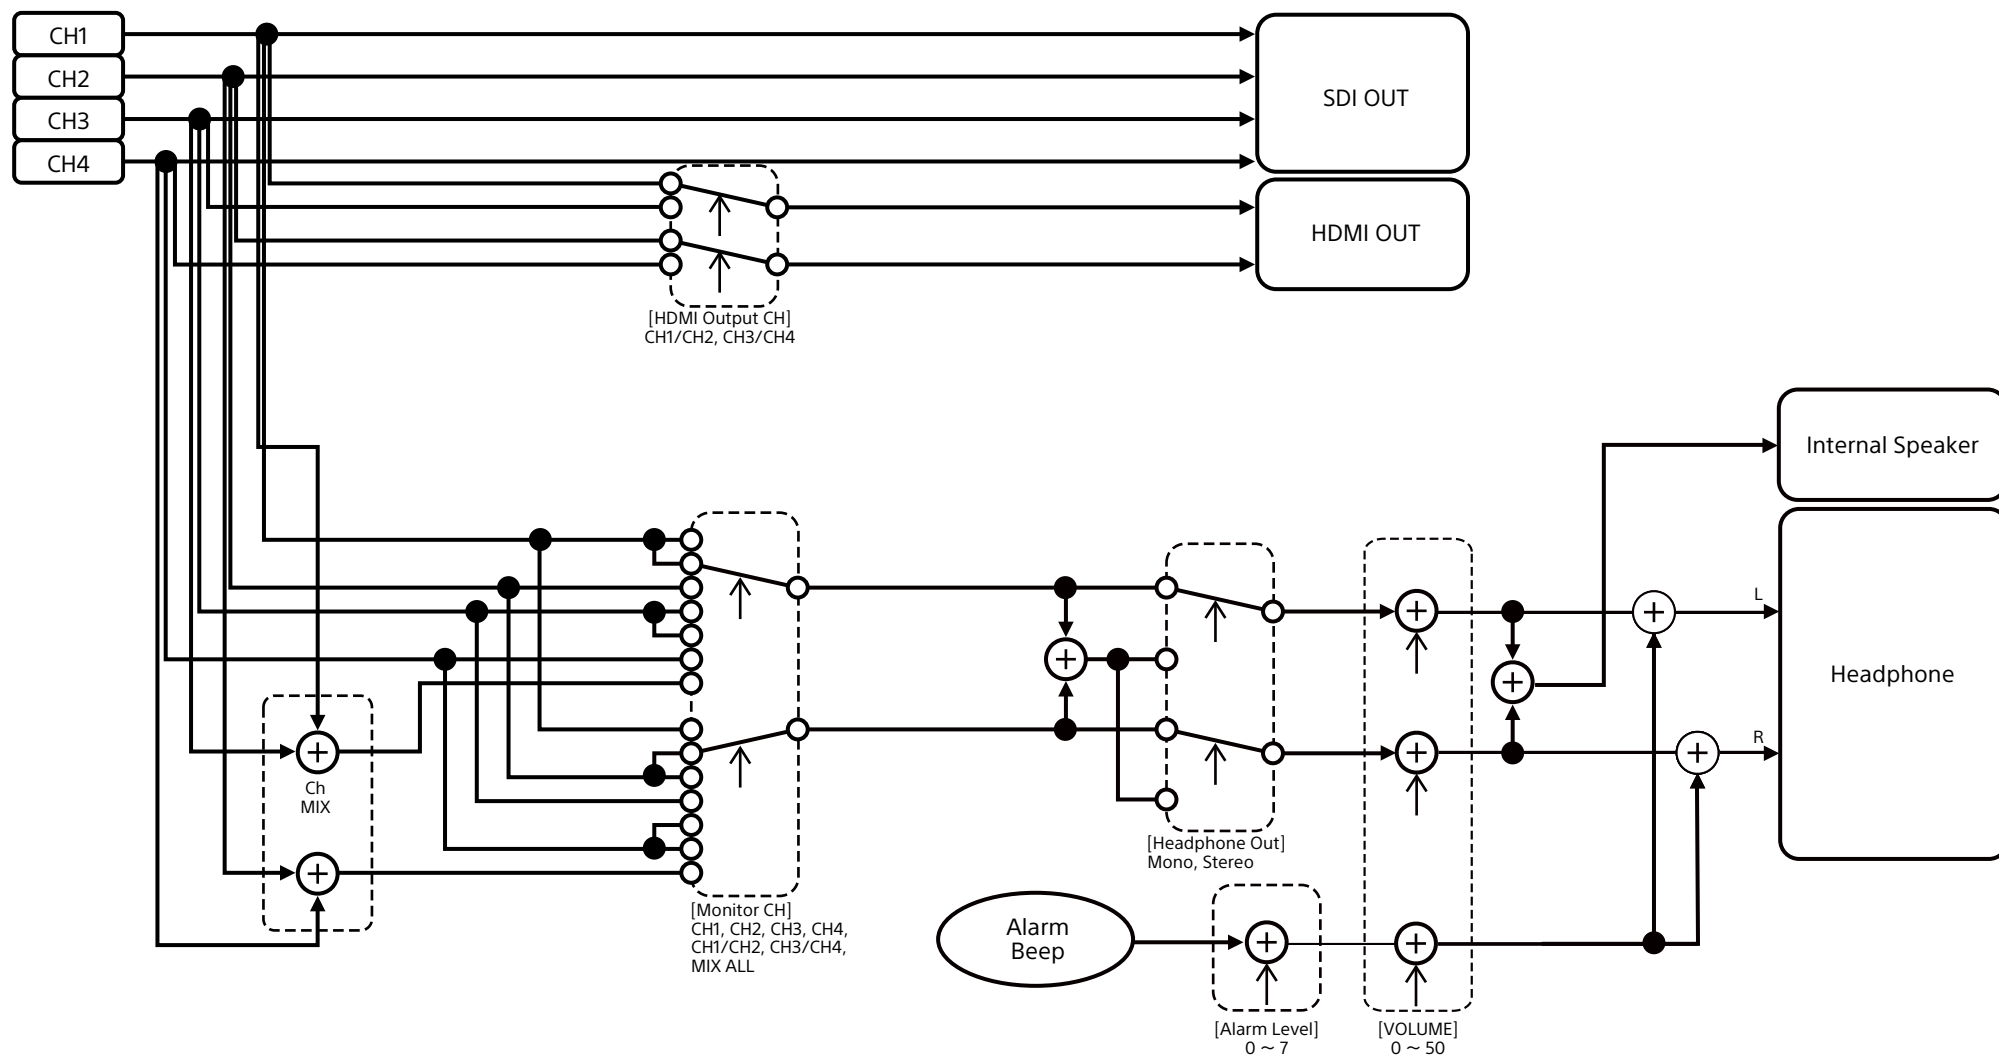 CH1
CH2
CH3
CH4
SDI OUT
HDMI OUT
[HDMI Output CH]
CH1/CH2, CH3/CH4
Internal Speaker
Headphone
L
R
Ch
MIX
[Monitor CH]
CH1, CH2, CH3, CH4,
CH1/CH2, CH3/CH4,
MIX ALL
[Headphone Out]
Mono, Stereo
Alarm
Beep
[Alarm Level]
0 ~ 7
[VOLUME]
0 ~ 50